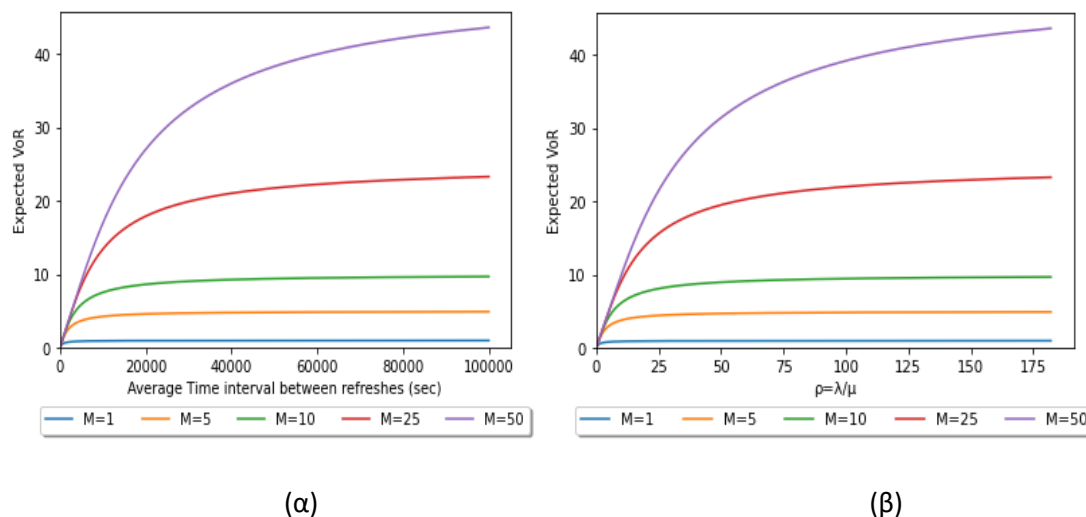 Expected VoR
40
30
20
10
0
0 20000 40000 60000 80000 100000
Average Time interval between refreshes (sec)
M=1 M=5 M=10 M=25 M=50
(α)
Expected VoR
40
30
20
10
0
0 25 50 75 100 125 150 175
ρ=λ/μ
M=1 M=5 M=10 M=25 M=50
(β)